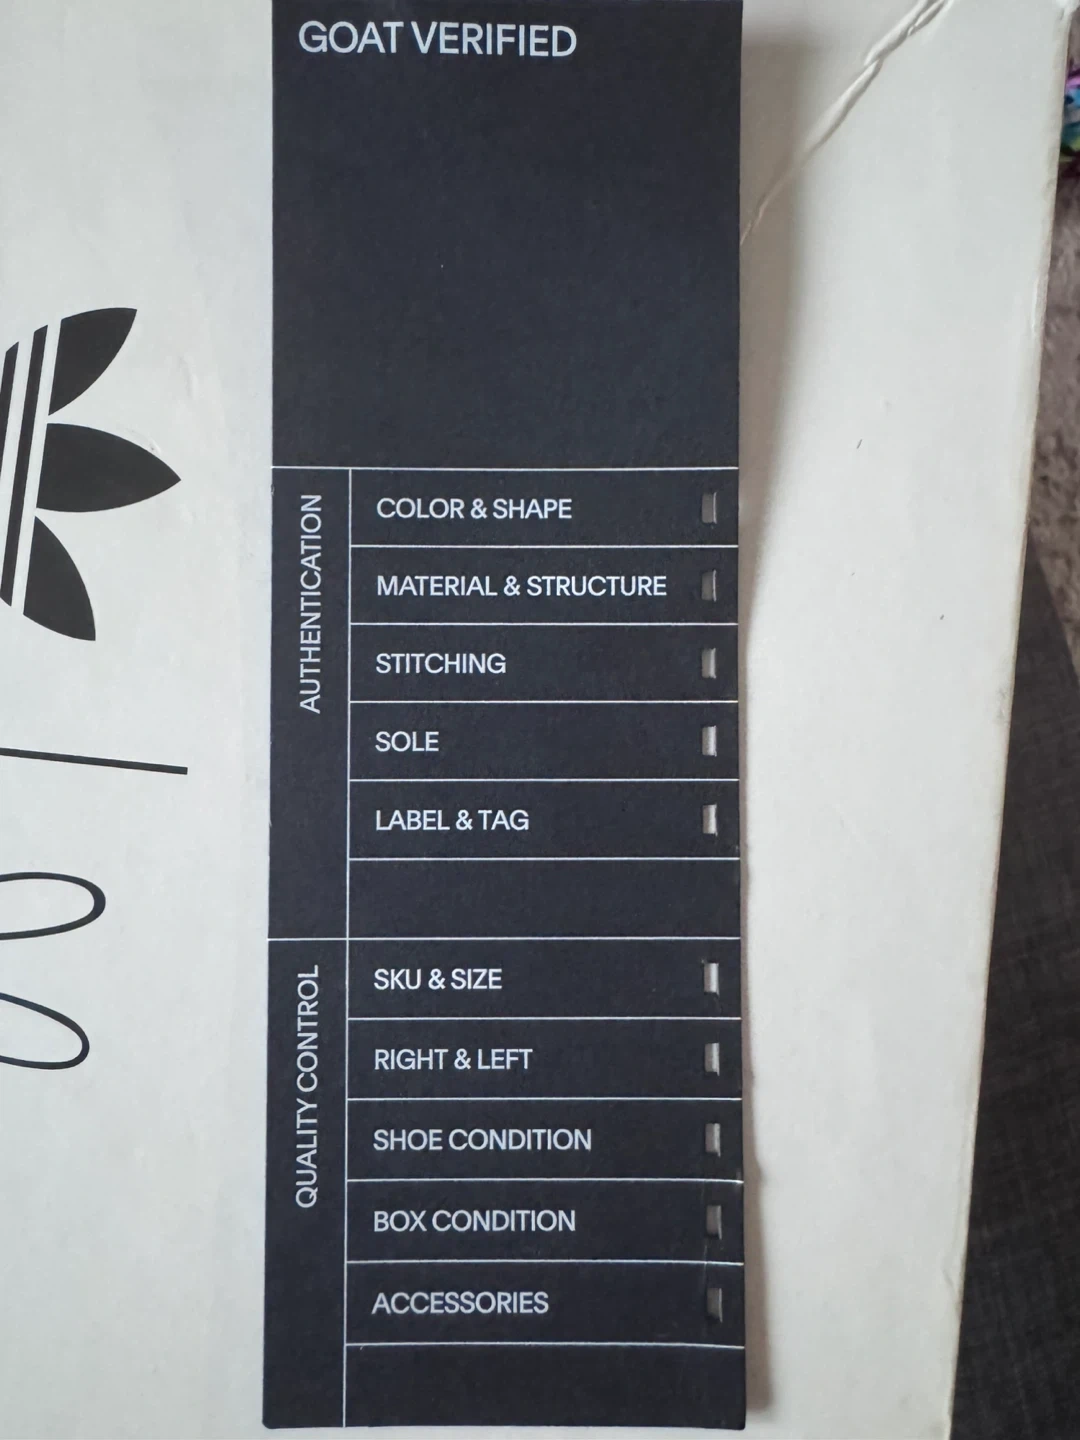 GOAT VERIFIED
AUTHENTICATION
COLOR & SHAPE
MATERIAL & STRUCTURE
STITCHING
SOLE
LABEL & TAG
QUALITY CONTROL
SKU & SIZE
RIGHT & LEFT
SHOE CONDITION
BOX CONDITION
ACCESSORIES